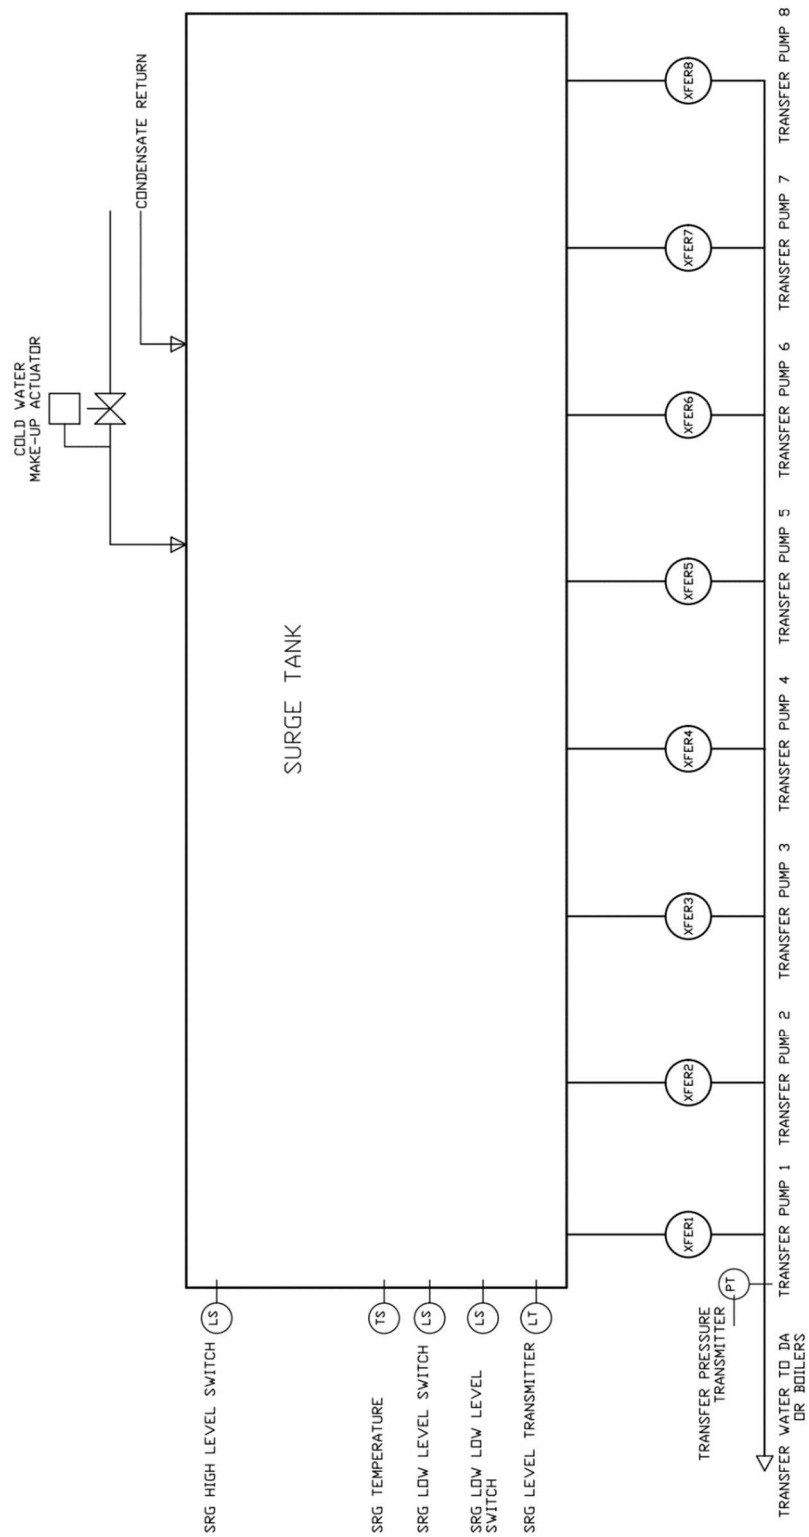 COLD WATER
MAKE-UP ACTUATOR
CONDENSATE RETURN
SURGE TANK
SRG HIGH LEVEL SWITCH
LS
SRG TEMPERATURE
TS
SRG LOW LEVEL SWITCH
LS
SRG LOW LOW LEVEL
SWITCH
LS
SRG LEVEL TRANSMITTER
LT
XFER1
XFER2
XFER3
XFER4
XFER5
XFER6
XFER7
XFER8
TRANSFER PRESSURE
TRANSMITTER
PT
TRANSFER WATER TO DA
OR BOILERS
TRANSFER PUMP 1
TRANSFER PUMP 2
TRANSFER PUMP 3
TRANSFER PUMP 4
TRANSFER PUMP 5
TRANSFER PUMP 6
TRANSFER PUMP 7
TRANSFER PUMP 8